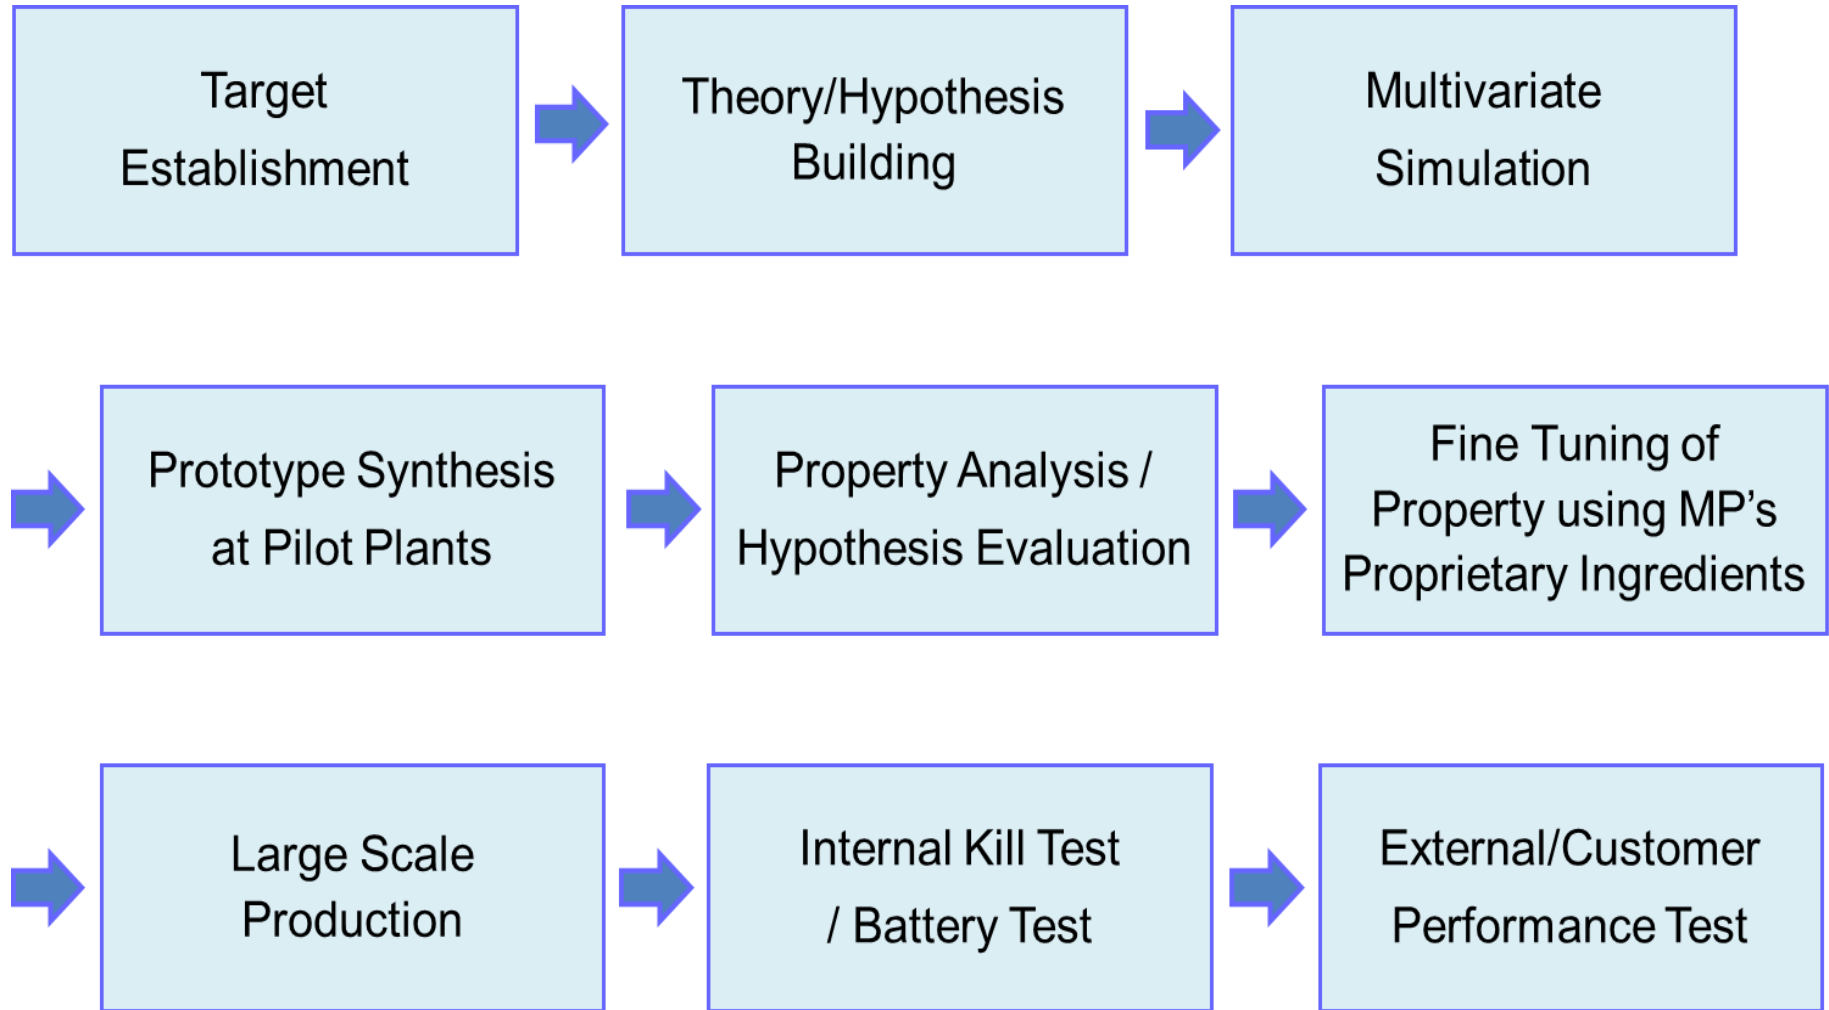 Target
Establishment
Theory/Hypothesis
Building
Multivariate
Simulation
Prototype Synthesis
at Pilot Plants
Property Analysis /
Hypothesis Evaluation
Fine Tuning of
Property using MP’s
Proprietary Ingredients
Large Scale
Production
Internal Kill Test
/ Battery Test
External/Customer
Performance Test